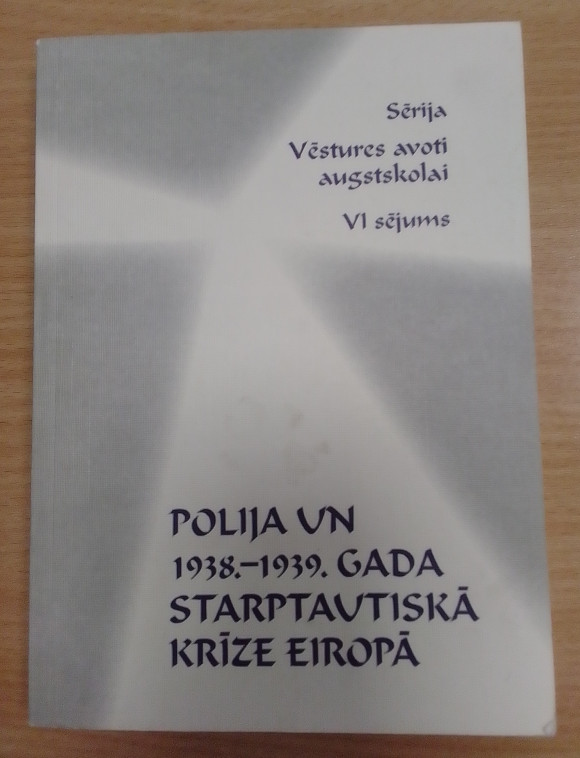 Sērija
Vēstures avoti
augstskolai
VI sējums
POLIJA UN
1938.–1939. GADA
STARPTAUTISKĀ
KRĪZE EIROPĀ